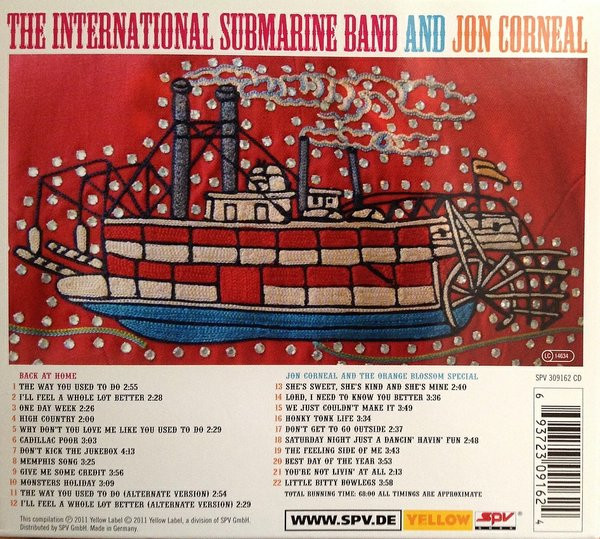 THE INTERNATIONAL SUBMARINE BAND AND JON CORNEAL
LC 14634
BACK AT HOME
1 THE WAY YOU USED TO DO 2:55
2 I'LL FEEL A WHOLE LOT BETTER 2:28
3 ONE DAY WEEK 2:26
4 HIGH COUNTRY 2:00
5 WHY DON'T YOU LOVE ME LIKE YOU USED TO DO 2:29
6 CADILLAC POOR 3:03
7 DON'T KICK THE JUKEBOX 4:13
8 MEMPHIS SONG 3:25
9 GIVE ME SOME CREDIT 3:56
10 MONSTERS HOLIDAY 3:09
11 THE WAY YOU USED TO DO (ALTERNATE VERSION) 2:54
12 I'LL FEEL A WHOLE LOT BETTER (ALTERNATE VERSION) 2:29
JON CORNEAL AND THE ORANGE BLOSSOM SPECIAL
13 SHE'S SWEET, SHE'S KIND AND SHE'S MINE 2:40
14 LORD, I NEED TO KNOW YOU BETTER 3:36
15 WE JUST COULDN'T MAKE IT 3:49
16 HONKY TONK LIFE 3:34
17 DON'T GET TO GO OUTSIDE 2:37
18 SATURDAY NIGHT JUST A DANCIN' HAVIN' FUN 2:48
19 THE FEELING SIDE OF ME 3:43
20 BEST DAY OF THE YEAR 3:53
21 YOU'RE NOT LIVIN' AT ALL 2:13
22 LITTLE BITTY BOWLEGS 3:58
TOTAL RUNNING TIME: 68:00 ALL TIMINGS ARE APPROXIMATE
SPV 309162 CD
6 93723 09162 4
This compilation ℗ 2011 Yellow Label © 2011 Yellow Label, a division of SPV GmbH.
Distributed by SPV GmbH. Made in Germany.
WWW.SPV.DE
YELLOW
SPV